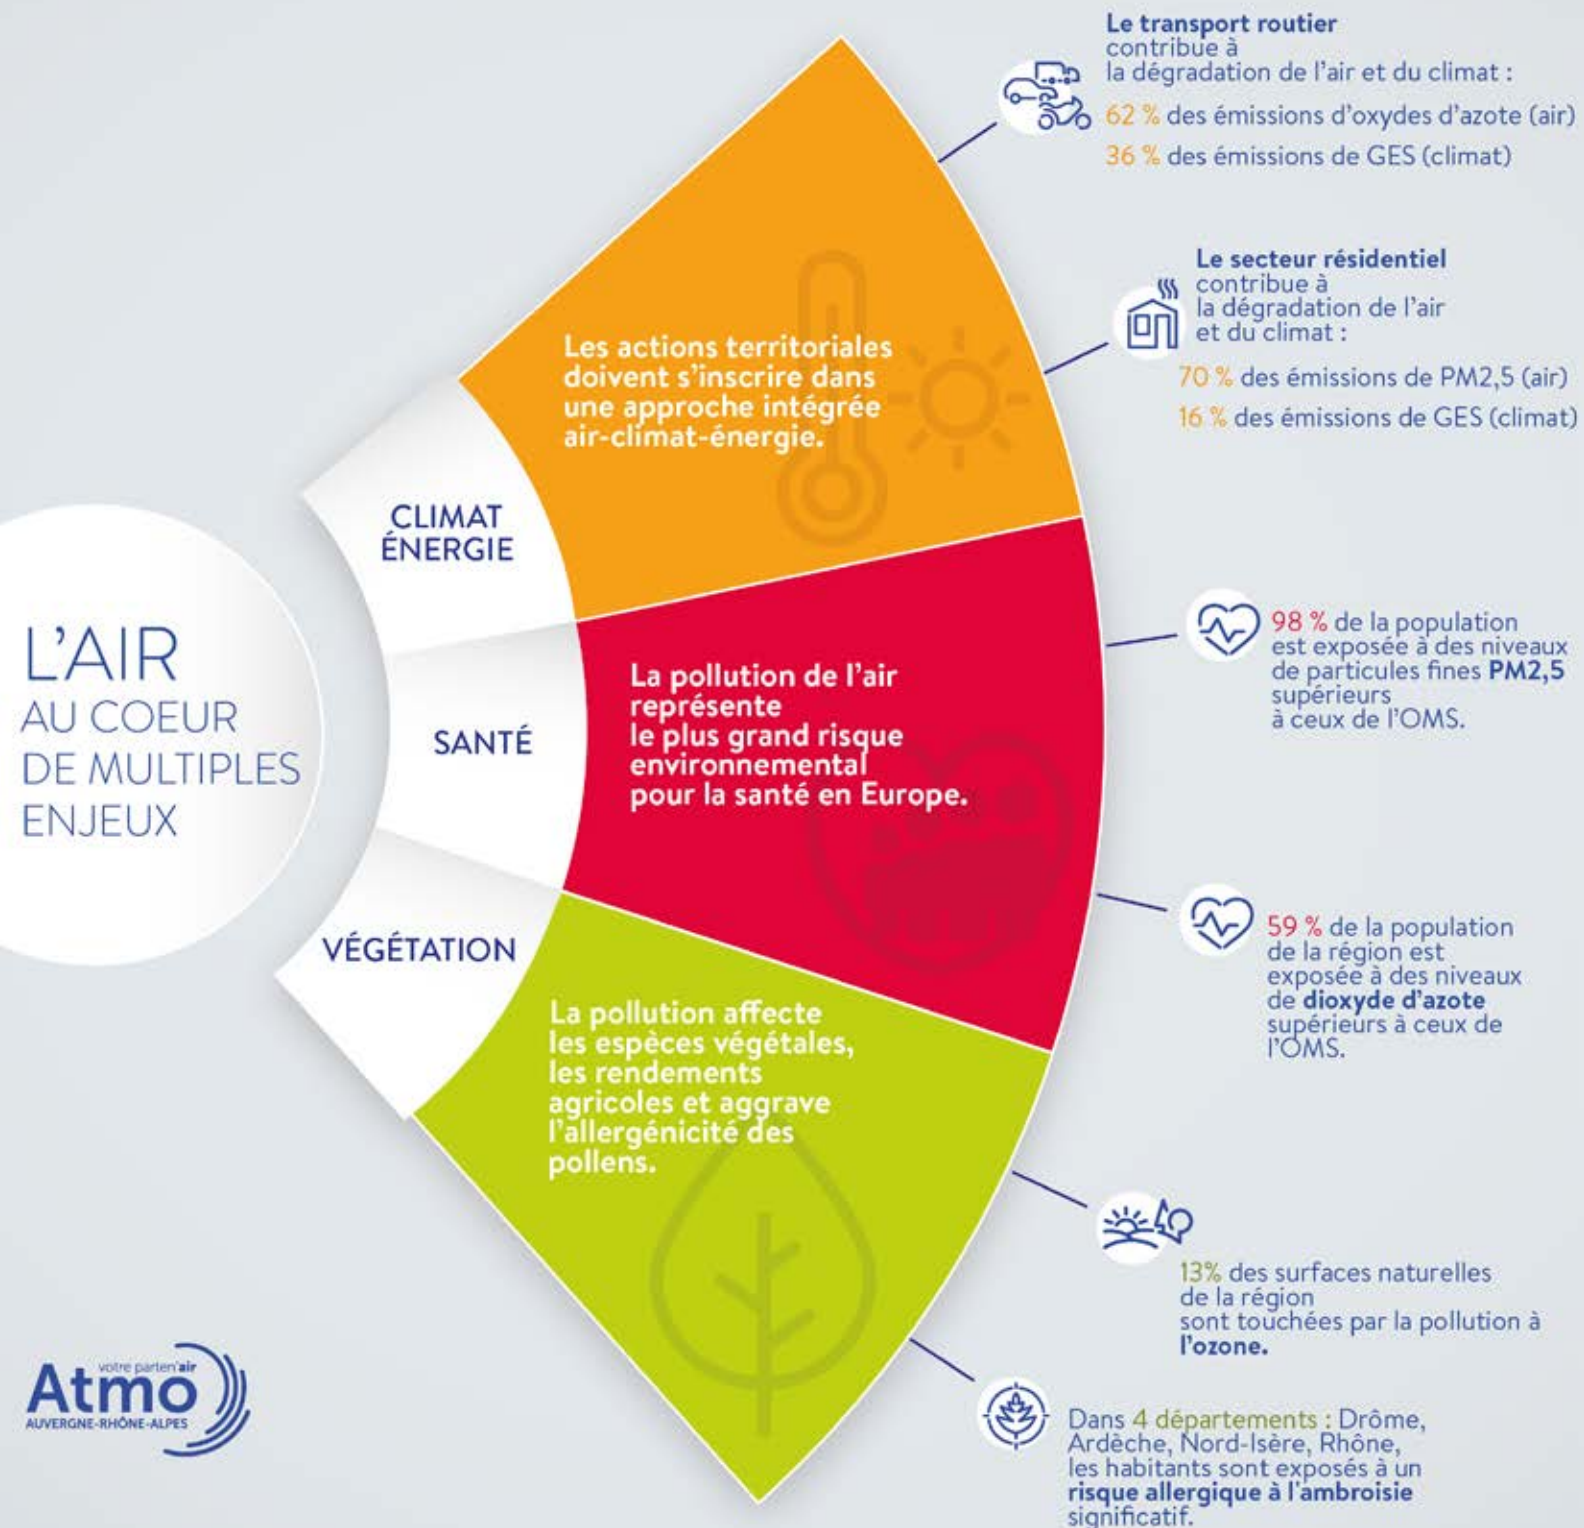 L'AIR
AU COEUR
DE MULTIPLES
ENJEUX
CLIMAT
ÉNERGIE
Les actions territoriales
doivent s'inscrire dans
une approche intégrée
air-climat-énergie.
Le transport routier
contribue à
la dégradation de l'air et du climat :
62 % des émissions d'oxydes d'azote (air)
36 % des émissions de GES (climat)
Le secteur résidentiel
contribue à
la dégradation de l'air
et du climat :
70 % des émissions de PM2,5 (air)
16 % des émissions de GES (climat)
SANTÉ
La pollution de l'air
représente
le plus grand risque
environnemental
pour la santé en Europe.
98 % de la population
est exposée à des niveaux
de particules fines PM2,5
supérieurs
à ceux de l'OMS.
59 % de la population
de la région est
exposée à des niveaux
de dioxyde d'azote
supérieurs à ceux de
l'OMS.
VÉGÉTATION
La pollution affecte
les espèces végétales,
les rendements
agricoles et aggrave
l'allergénicité des
pollens.
13% des surfaces naturelles
de la région
sont touchées par la pollution à
l'ozone.
Dans 4 départements : Drôme,
Ardèche, Nord-Isère, Rhône,
les habitants sont exposés à un
risque allergique à l'ambroisie
significatif.
votre parten'air
Atmo
AUVERGNE-RHÔNE-ALPES